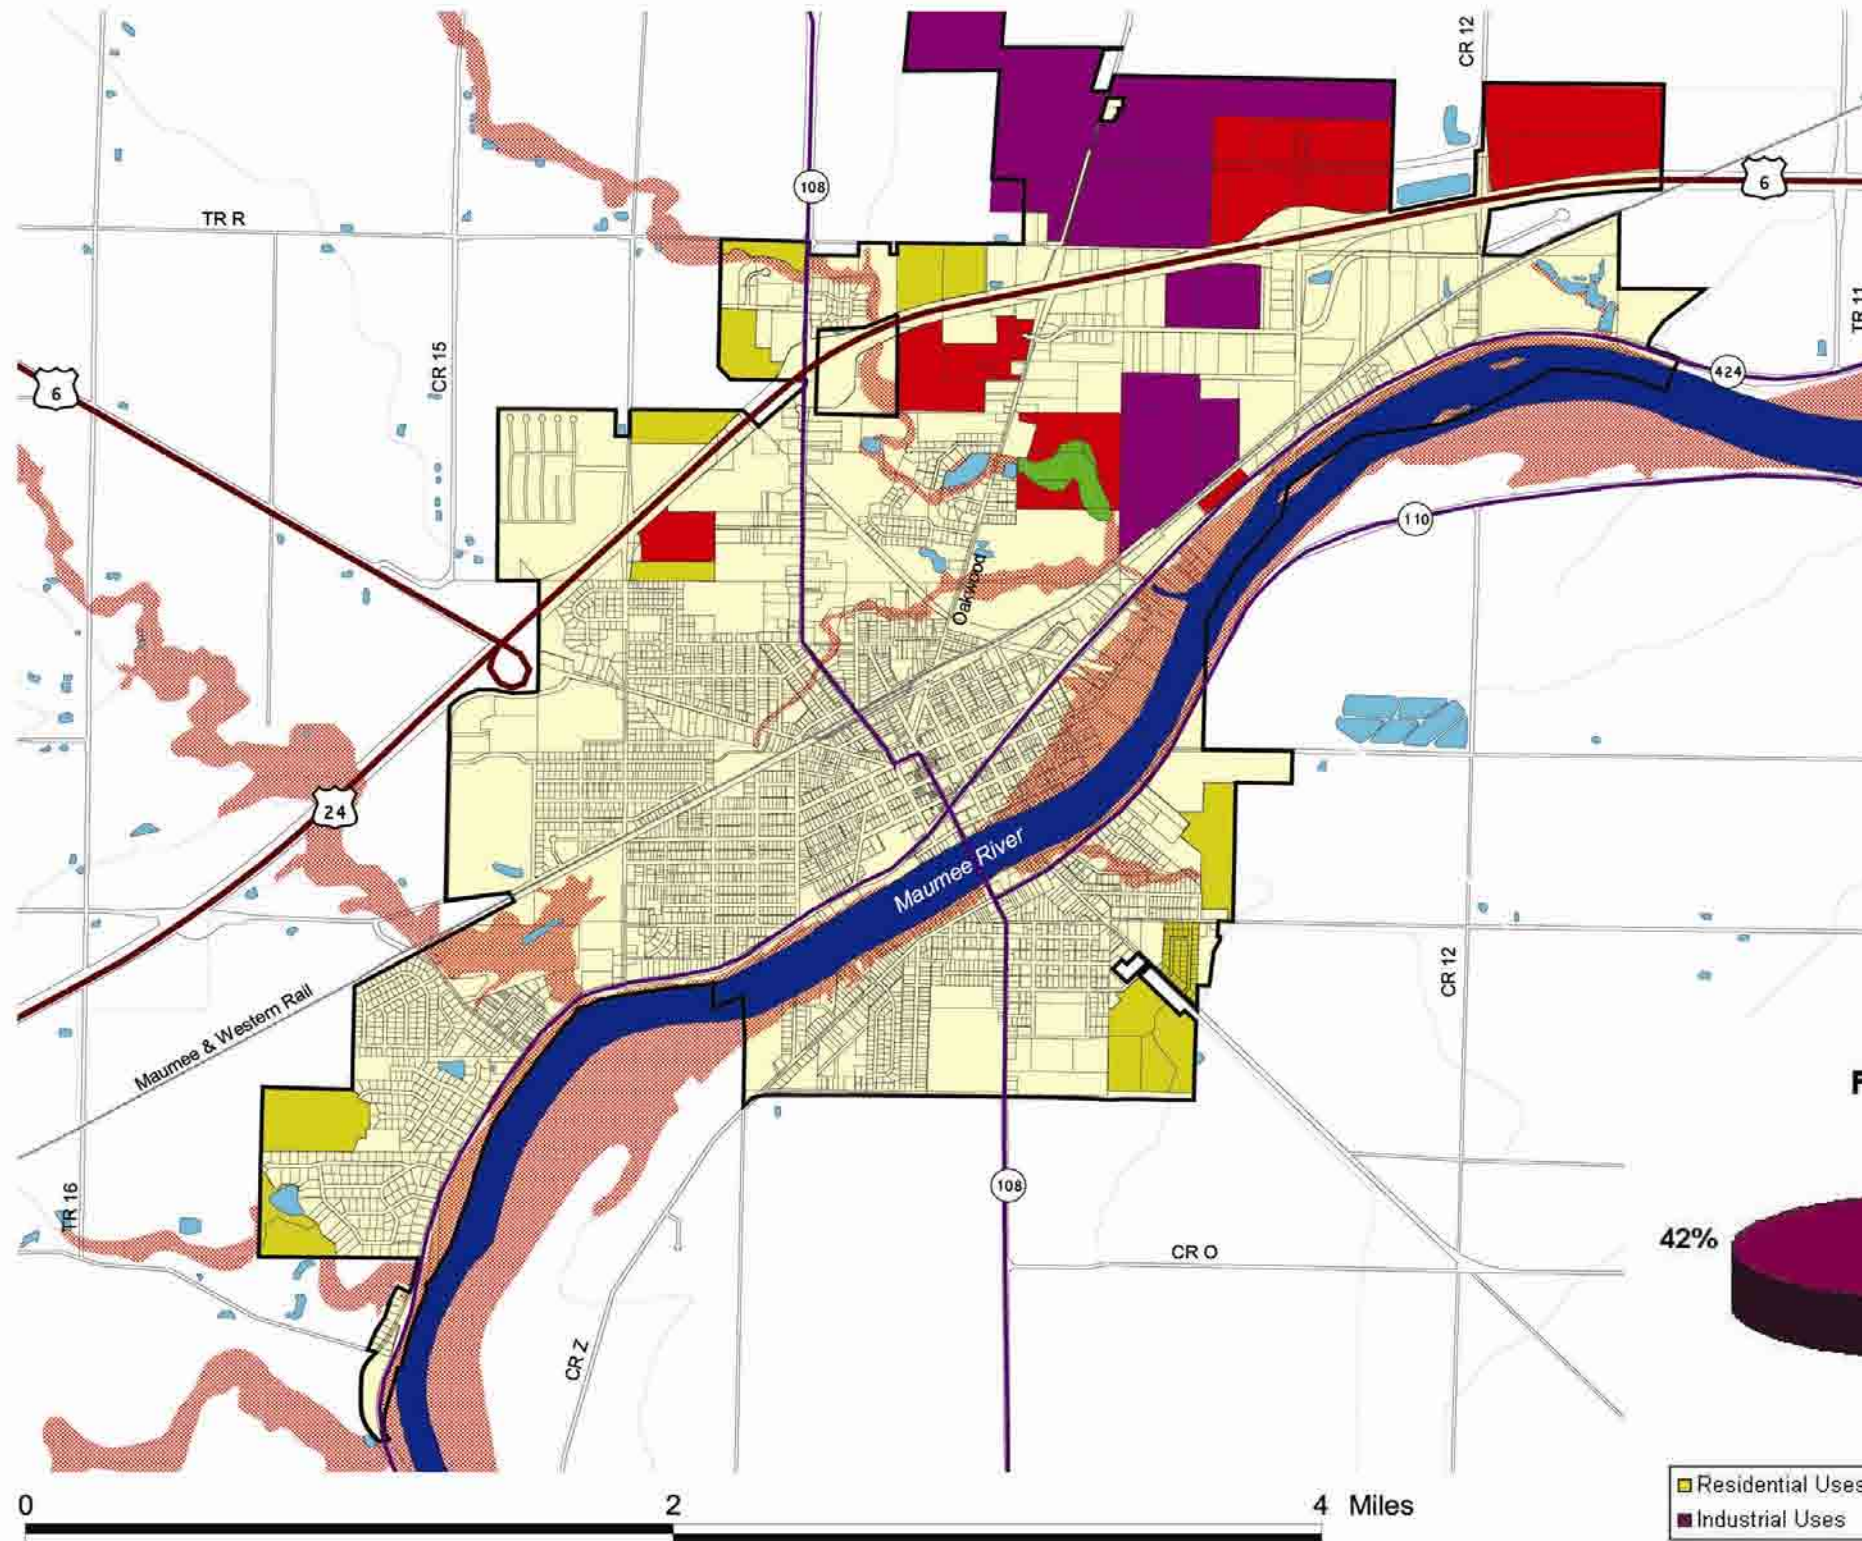 CR 12
108
6
TR R
TR 11
CR 15
6
424
110
Oakwood
24
Maumee River
CR 12
Maumee & Western Rail
F
TR 16
108
42%
CR O
CR Z
0 2 4 Miles
Residential Uses
Industrial Uses